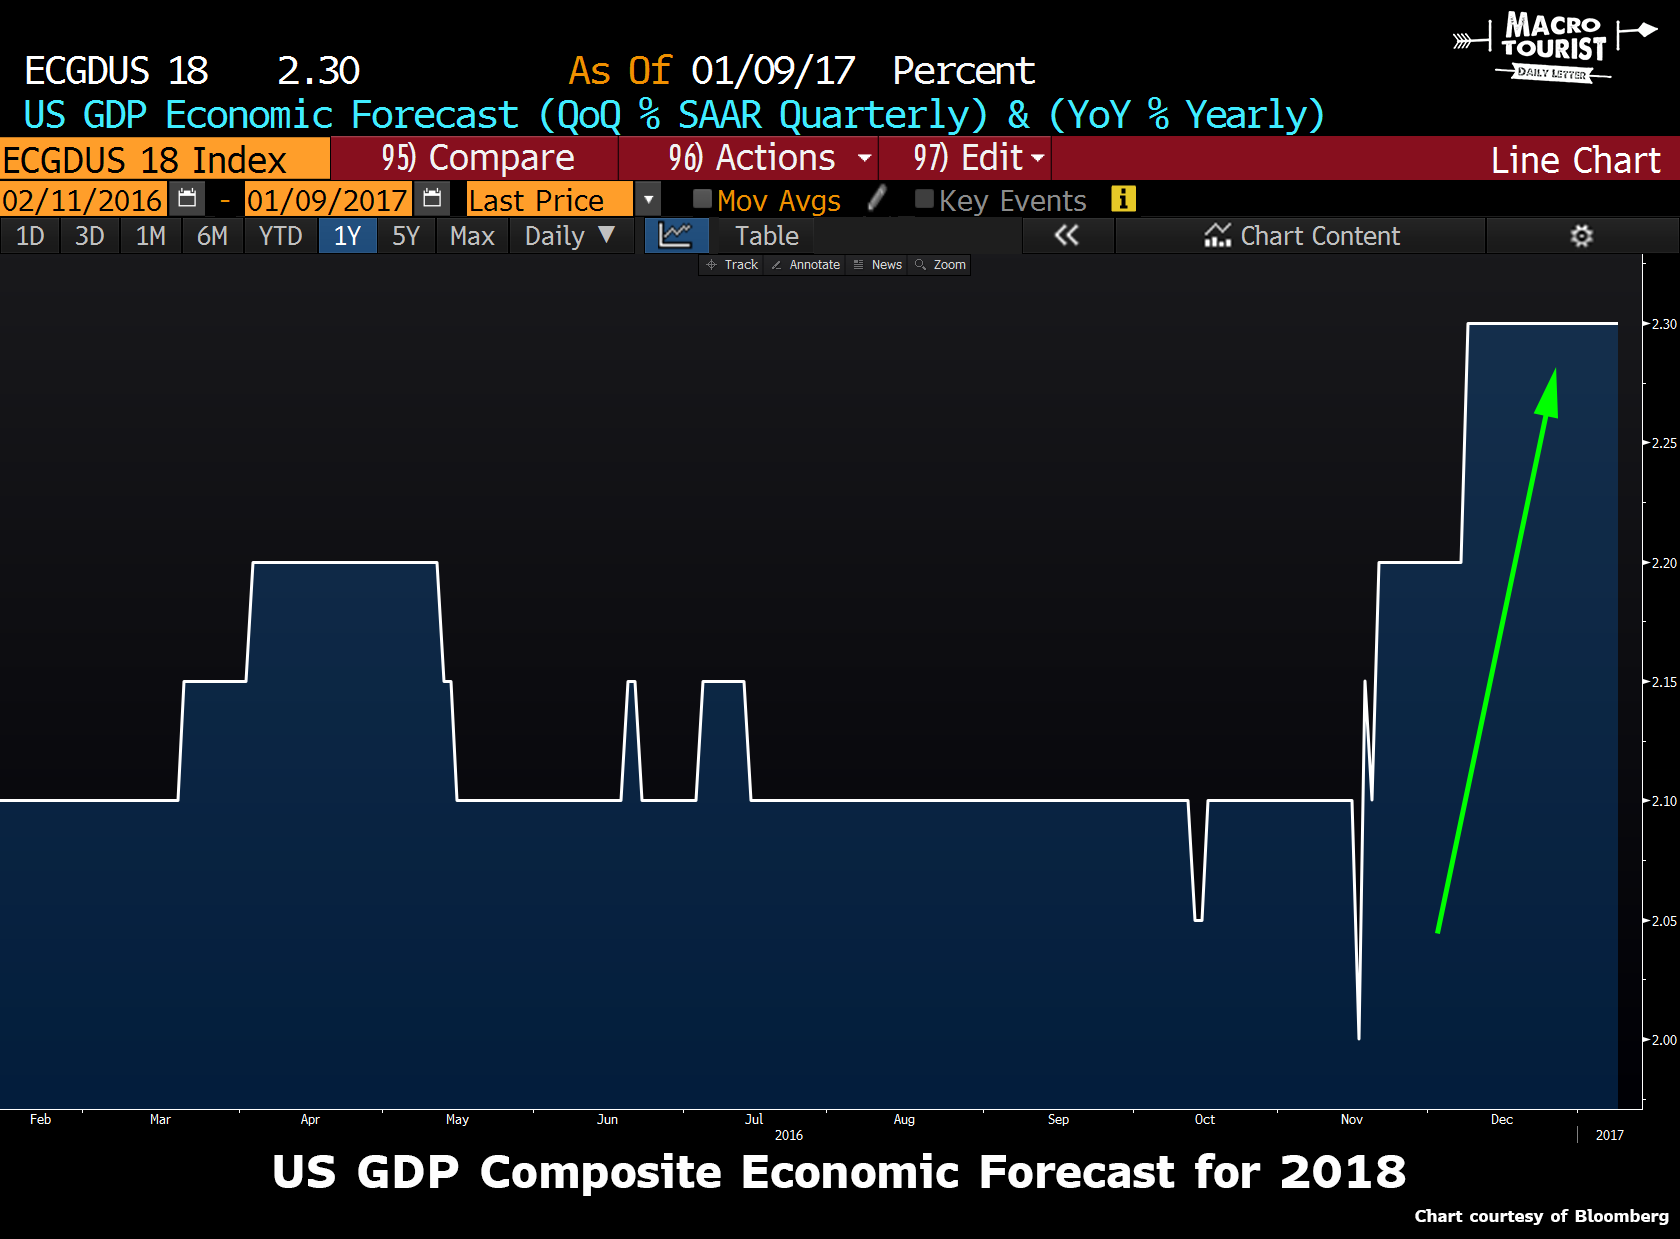 MACRO
TOURIST
DAILY LETTER
ECGDUS 18 2.30 As Of 01/09/17 Percent
US GDP Economic Forecast (QoQ % SAAR Quarterly) & (YoY % Yearly)
ECGDUS 18 Index 95) Compare 96) Actions 97) Edit Line Chart
02/11/2016 - 01/09/2017 Last Price Mov Avgs Key Events i
1D 3D 1M 6M YTD 1Y 5Y Max Daily ▼ Table « Chart Content
Track Annotate News Zoom
2.30
2.25
2.20
2.15
2.10
2.05
2.00
Feb Mar Apr May Jun Jul Aug Sep Oct Nov Dec
2016 2017
US GDP Composite Economic Forecast for 2018
Chart courtesy of Bloomberg